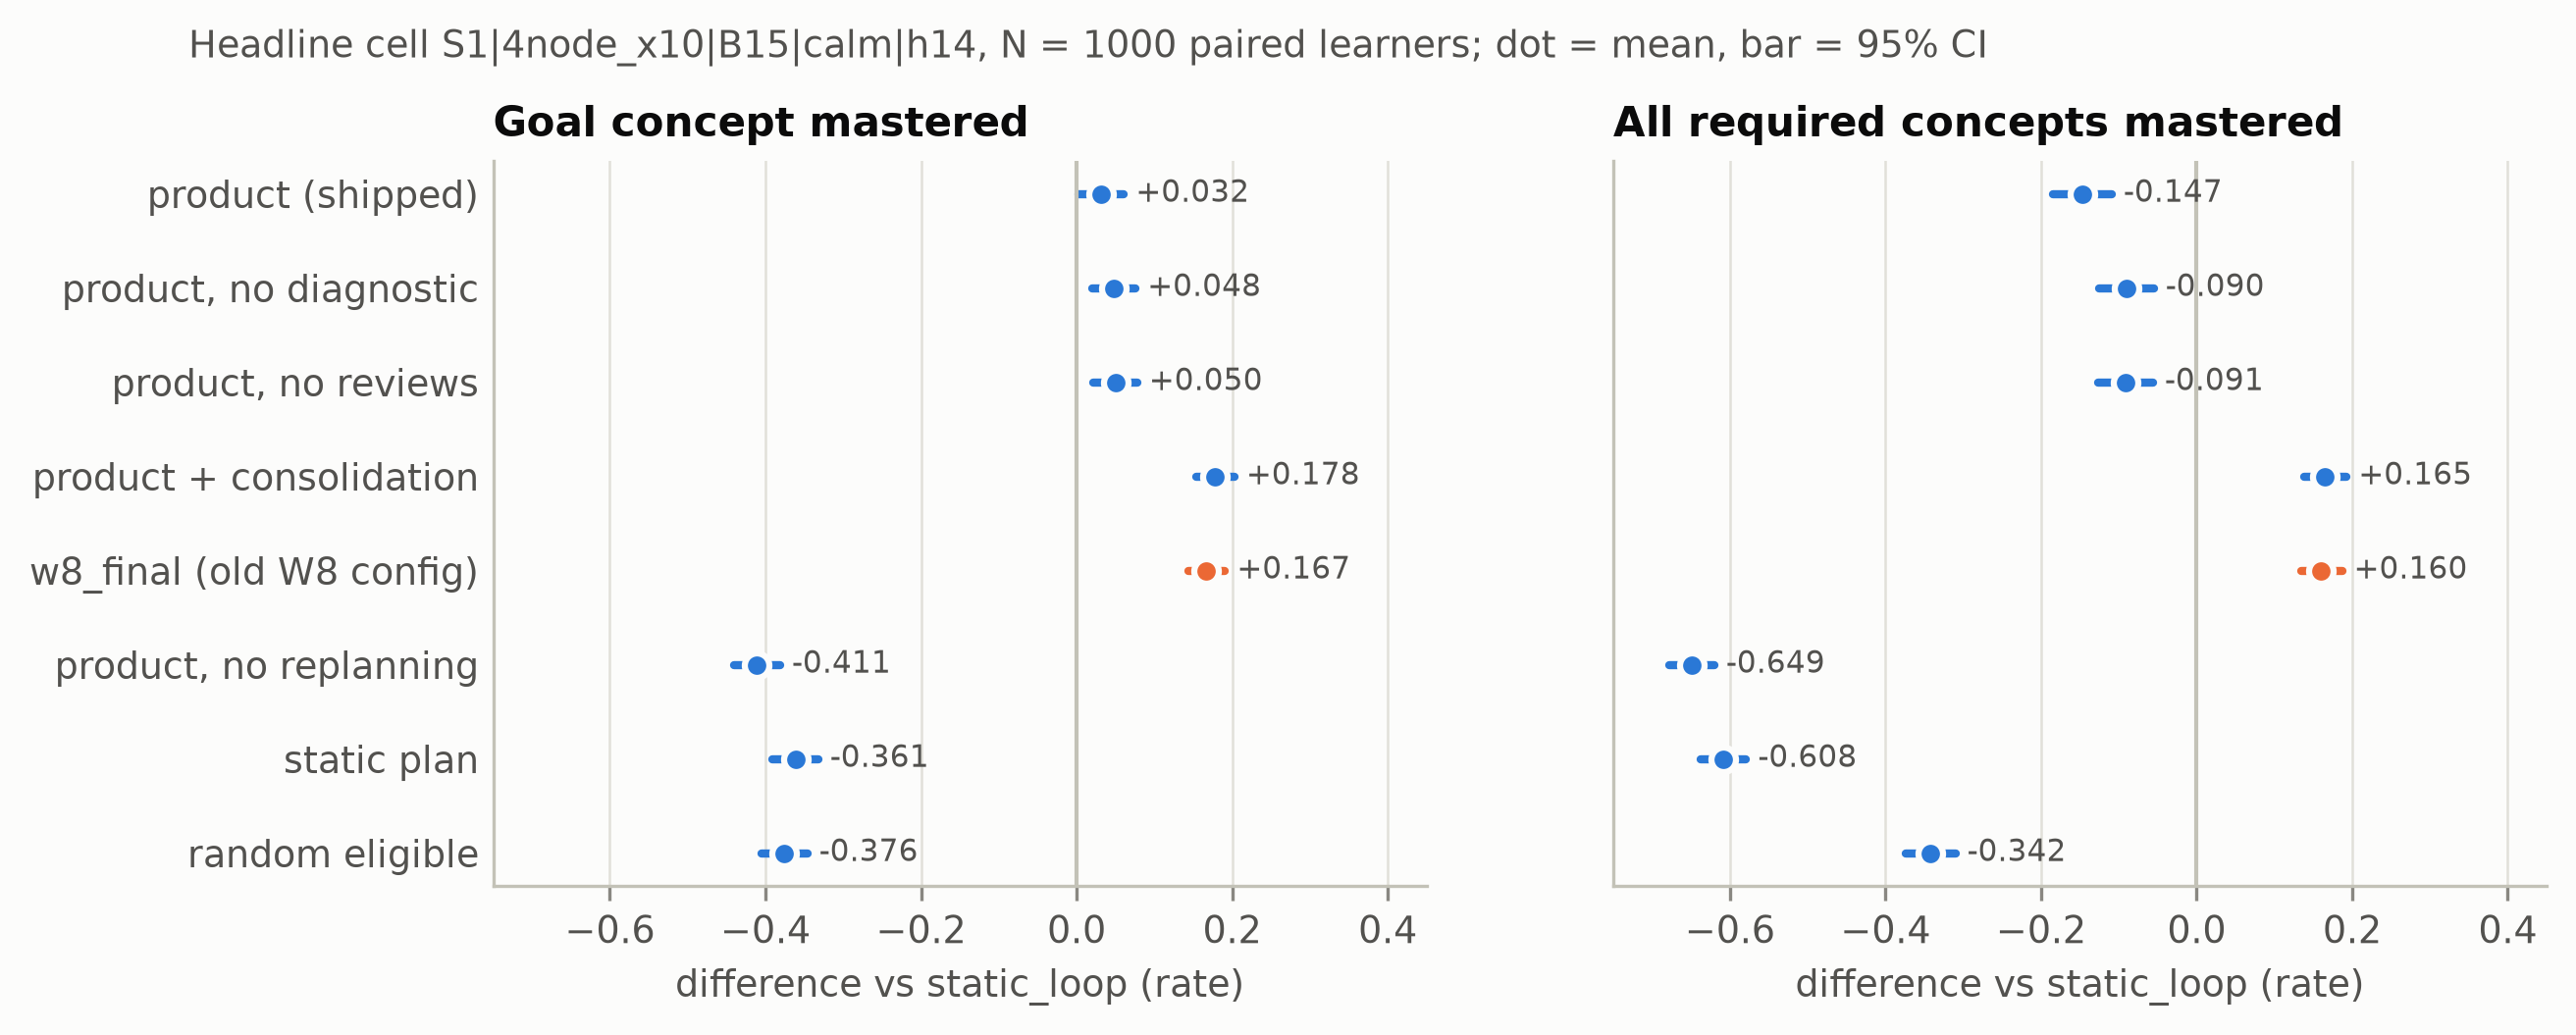 Headline cell S1|4node_x10|B15|calm|h14, N = 1000 paired learners; dot = mean, bar = 95% CI
Goal concept mastered
All required concepts mastered
product (shipped) +0.032 -0.147
product, no diagnostic +0.048 -0.090
product, no reviews +0.050 -0.091
product + consolidation +0.178 +0.165
w8_final (old W8 config) +0.167 +0.160
product, no replanning -0.411 -0.649
static plan -0.361 -0.608
random eligible -0.376 -0.342
−0.6 −0.4 −0.2 0.0 0.2 0.4
−0.6 −0.4 −0.2 0.0 0.2 0.4
difference vs static_loop (rate)
difference vs static_loop (rate)